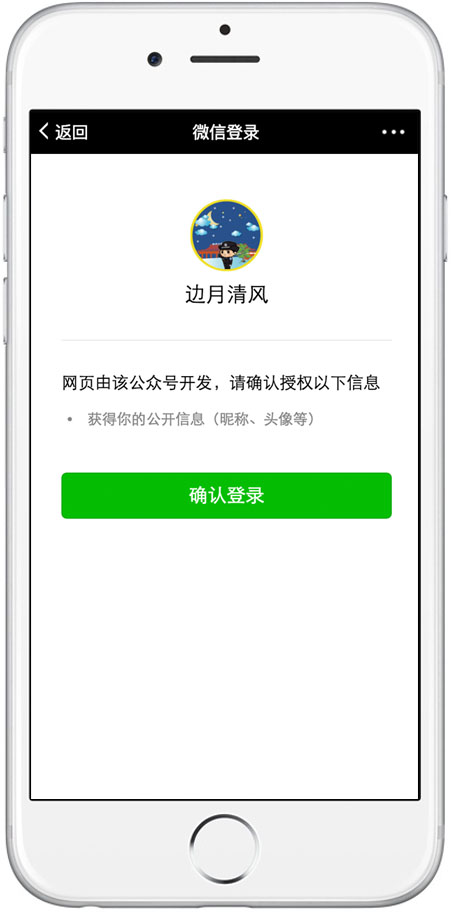 返回
微信登录
边月清风
网页由该公众号开发，请确认授权以下信息
• 获得你的公开信息（昵称、头像等）
确认登录